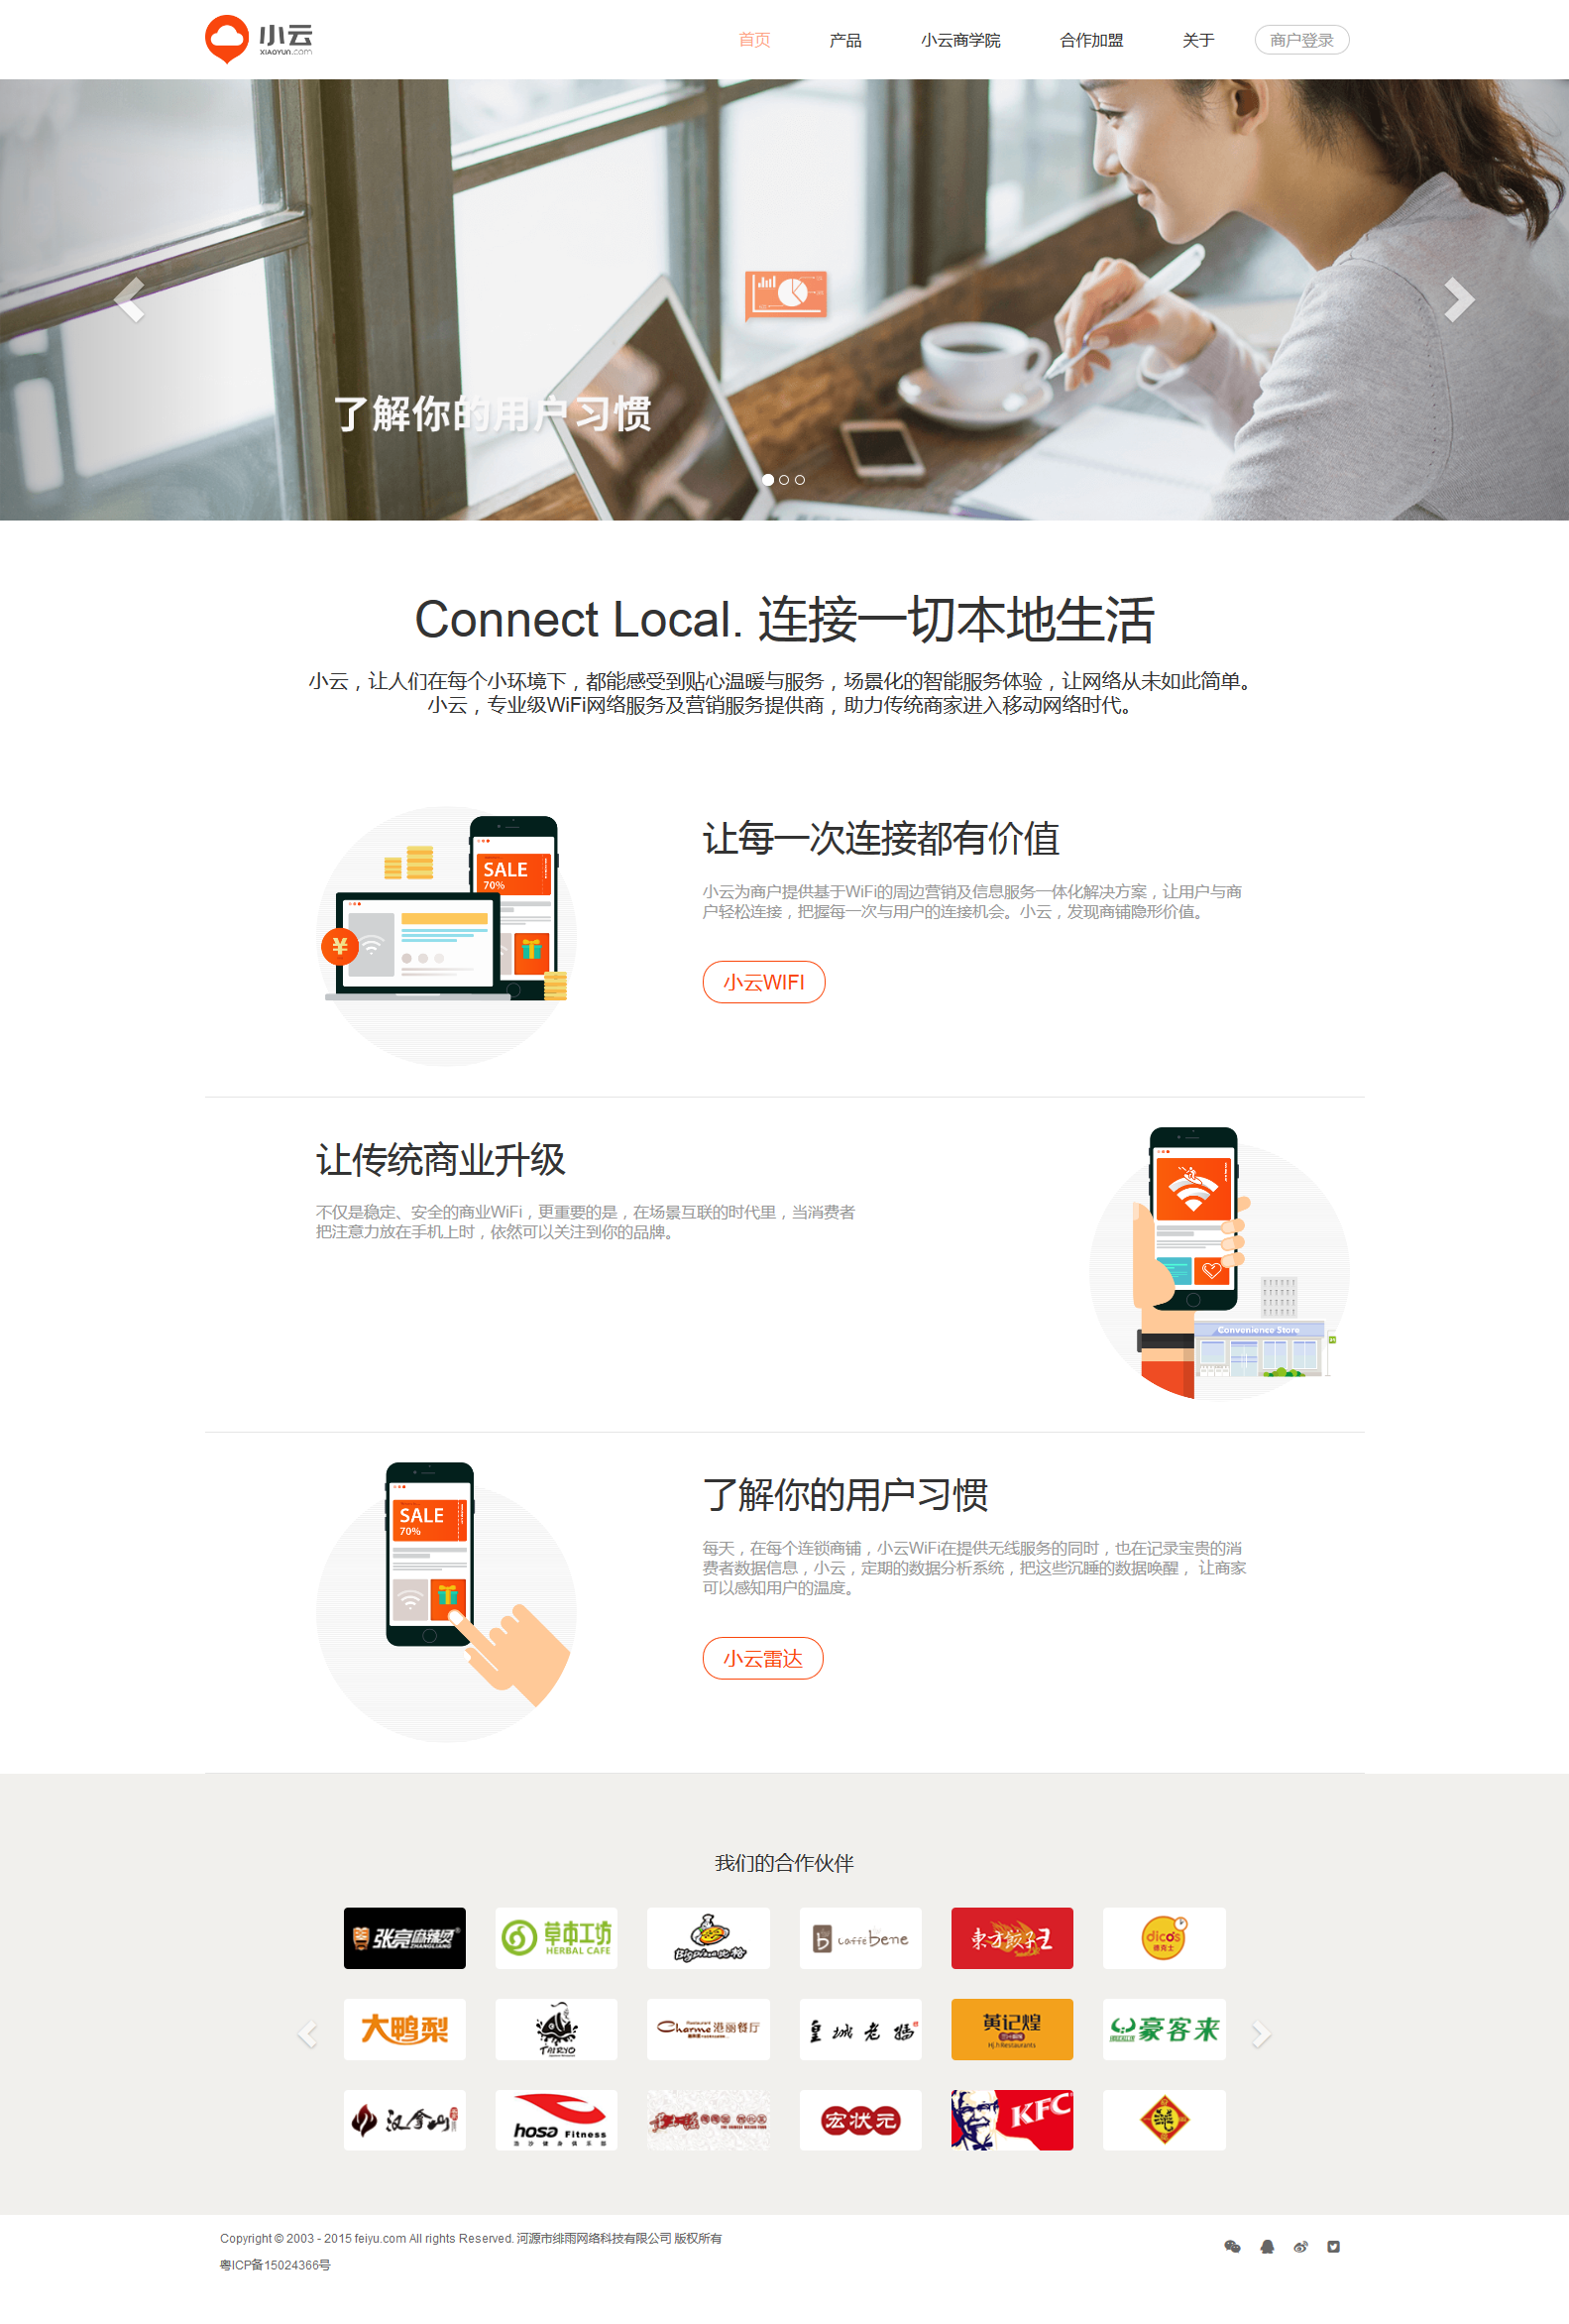 小云
XIAOYUN.com
首页
产品
小云商学院
合作加盟
关于
商户登录
了解你的用户习惯
Connect Local. 连接一切本地生活
小云，让人们在每个小环境下，都能感受到贴心温暖与服务，场景化的智能服务体验，让网络从未如此简单。
小云，专业级WiFi网络服务及营销服务提供商，助力传统商家进入移动网络时代。
SALE
70%
¥
让每一次连接都有价值
小云为商户提供基于WiFi的周边营销及信息服务一体化解决方案，让用户与商
户轻松连接，把握每一次与用户的连接机会。小云，发现商铺隐形价值。
小云WIFI
让传统商业升级
不仅是稳定、安全的商业WiFi，更重要的是，在场景互联的时代里，当消费者
把注意力放在手机上时，依然可以关注到你的品牌。
Convenience Store
SALE
70%
了解你的用户习惯
每天，在每个连锁商铺，小云WiFi在提供无线服务的同时，也在记录宝贵的消
费者数据信息，小云，定期的数据分析系统，把这些沉睡的数据唤醒， 让商家
可以感知用户的温度。
小云雷达
我们的合作伙伴
张亮麻辣烫®
ZHANGLIANG
草本工坊
HERBAL CAFE
caffe bene
東方餃子王
dicos
德克士
大鸭梨
TAIRYO
Charme 港丽餐厅
皇城老妈
黄记煌
豪客来
汉拿山
hosa Fitness
浩沙健身俱乐部
宏状元
KFC
Copyright © 2003 - 2015 feiyu.com All rights Reserved. 河源市绯雨网络科技有限公司 版权所有
粤ICP备15024366号